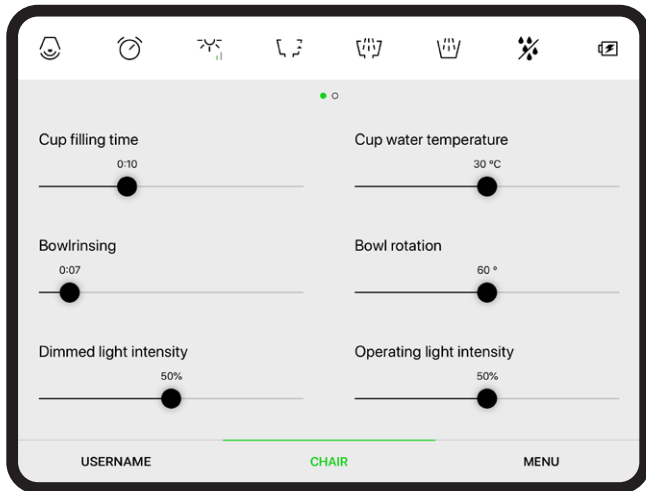 Cup filling time
0:10
Cup water temperature
30 °C
Bowlrinsing
0:07
Bowl rotation
60 °
Dimmed light intensity
50%
Operating light intensity
50%
USERNAME
CHAIR
MENU